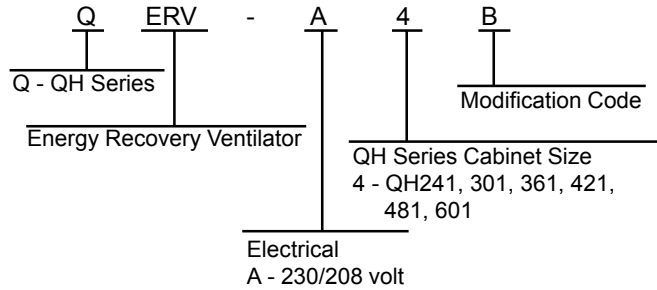 Q ERV - A 4 B
Q - QH Series
Modification Code
Energy Recovery Ventilator
QH Series Cabinet Size
4 - QH241, 301, 361, 421,
481, 601
Electrical
A - 230/208 volt